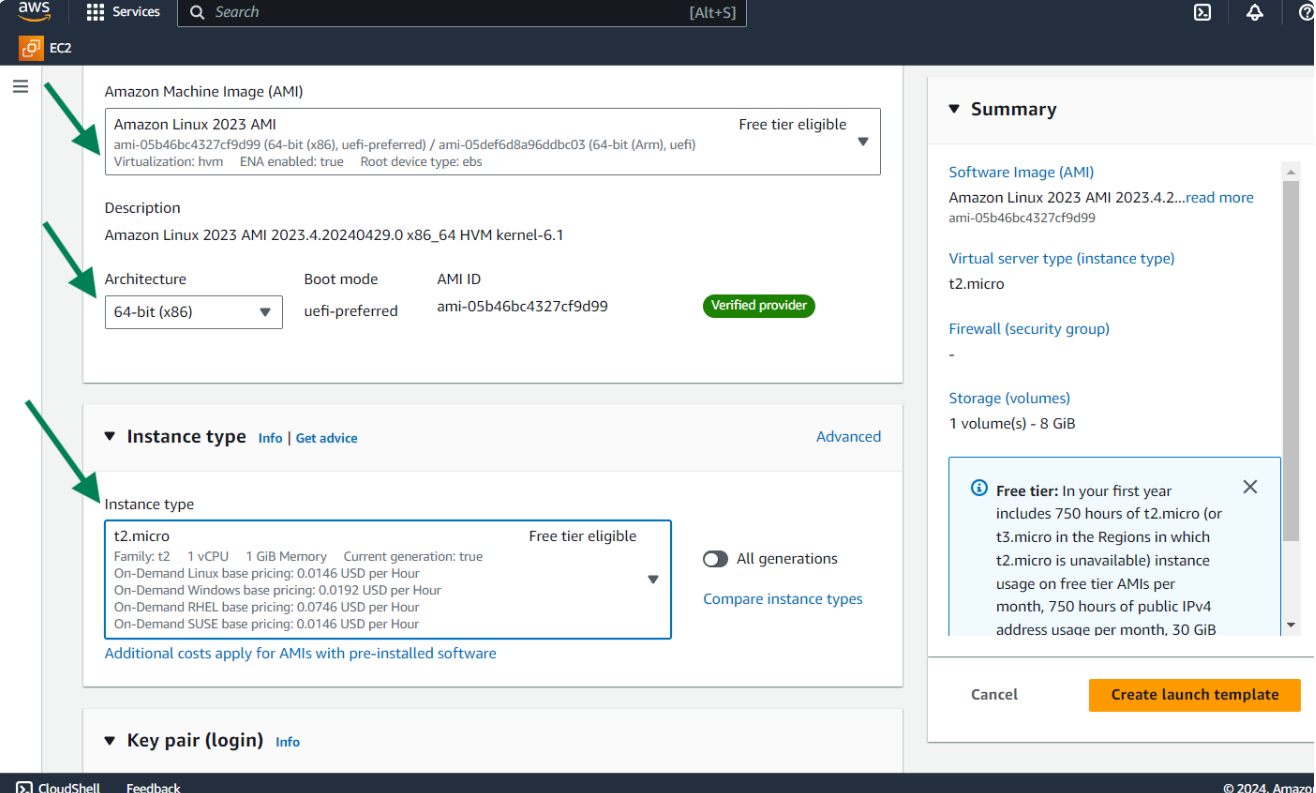 aws
Services
Search
[Alt+S]
EC2
Amazon Machine Image (AMI)
Amazon Linux 2023 AMI
Free tier eligible
ami-05b46bc4327cf9d99 (64-bit (x86), uefi-preferred) / ami-05def6d8a96ddbc03 (64-bit (Arm), uefi)
Virtualization: hvm ENA enabled: true Root device type: ebs
Description
Amazon Linux 2023 AMI 2023.4.20240429.0 x86_64 HVM kernel-6.1
Architecture
Boot mode
AMI ID
64-bit (x86)
uefi-preferred
ami-05b46bc4327cf9d99
Verified provider
Instance type Info | Get advice
Advanced
Instance type
t2.micro
Free tier eligible
Family: t2 1 vCPU 1 GiB Memory Current generation: true
On-Demand Linux base pricing: 0.0146 USD per Hour
On-Demand Windows base pricing: 0.0192 USD per Hour
On-Demand RHEL base pricing: 0.0746 USD per Hour
On-Demand SUSE base pricing: 0.0146 USD per Hour
All generations
Compare instance types
Additional costs apply for AMIs with pre-installed software
Key pair (login) Info
Summary
Software Image (AMI)
Amazon Linux 2023 AMI 2023.4.2...read more
ami-05b46bc4327cf9d99
Virtual server type (instance type)
t2.micro
Firewall (security group)
-
Storage (volumes)
1 volume(s) - 8 GiB
Free tier: In your first year
includes 750 hours of t2.micro (or
t3.micro in the Regions in which
t2.micro is unavailable) instance
usage on free tier AMIs per
month, 750 hours of public IPv4
address usage per month, 30 GiB
Cancel
Create launch template
CloudShell
Feedback
© 2024, Amazo